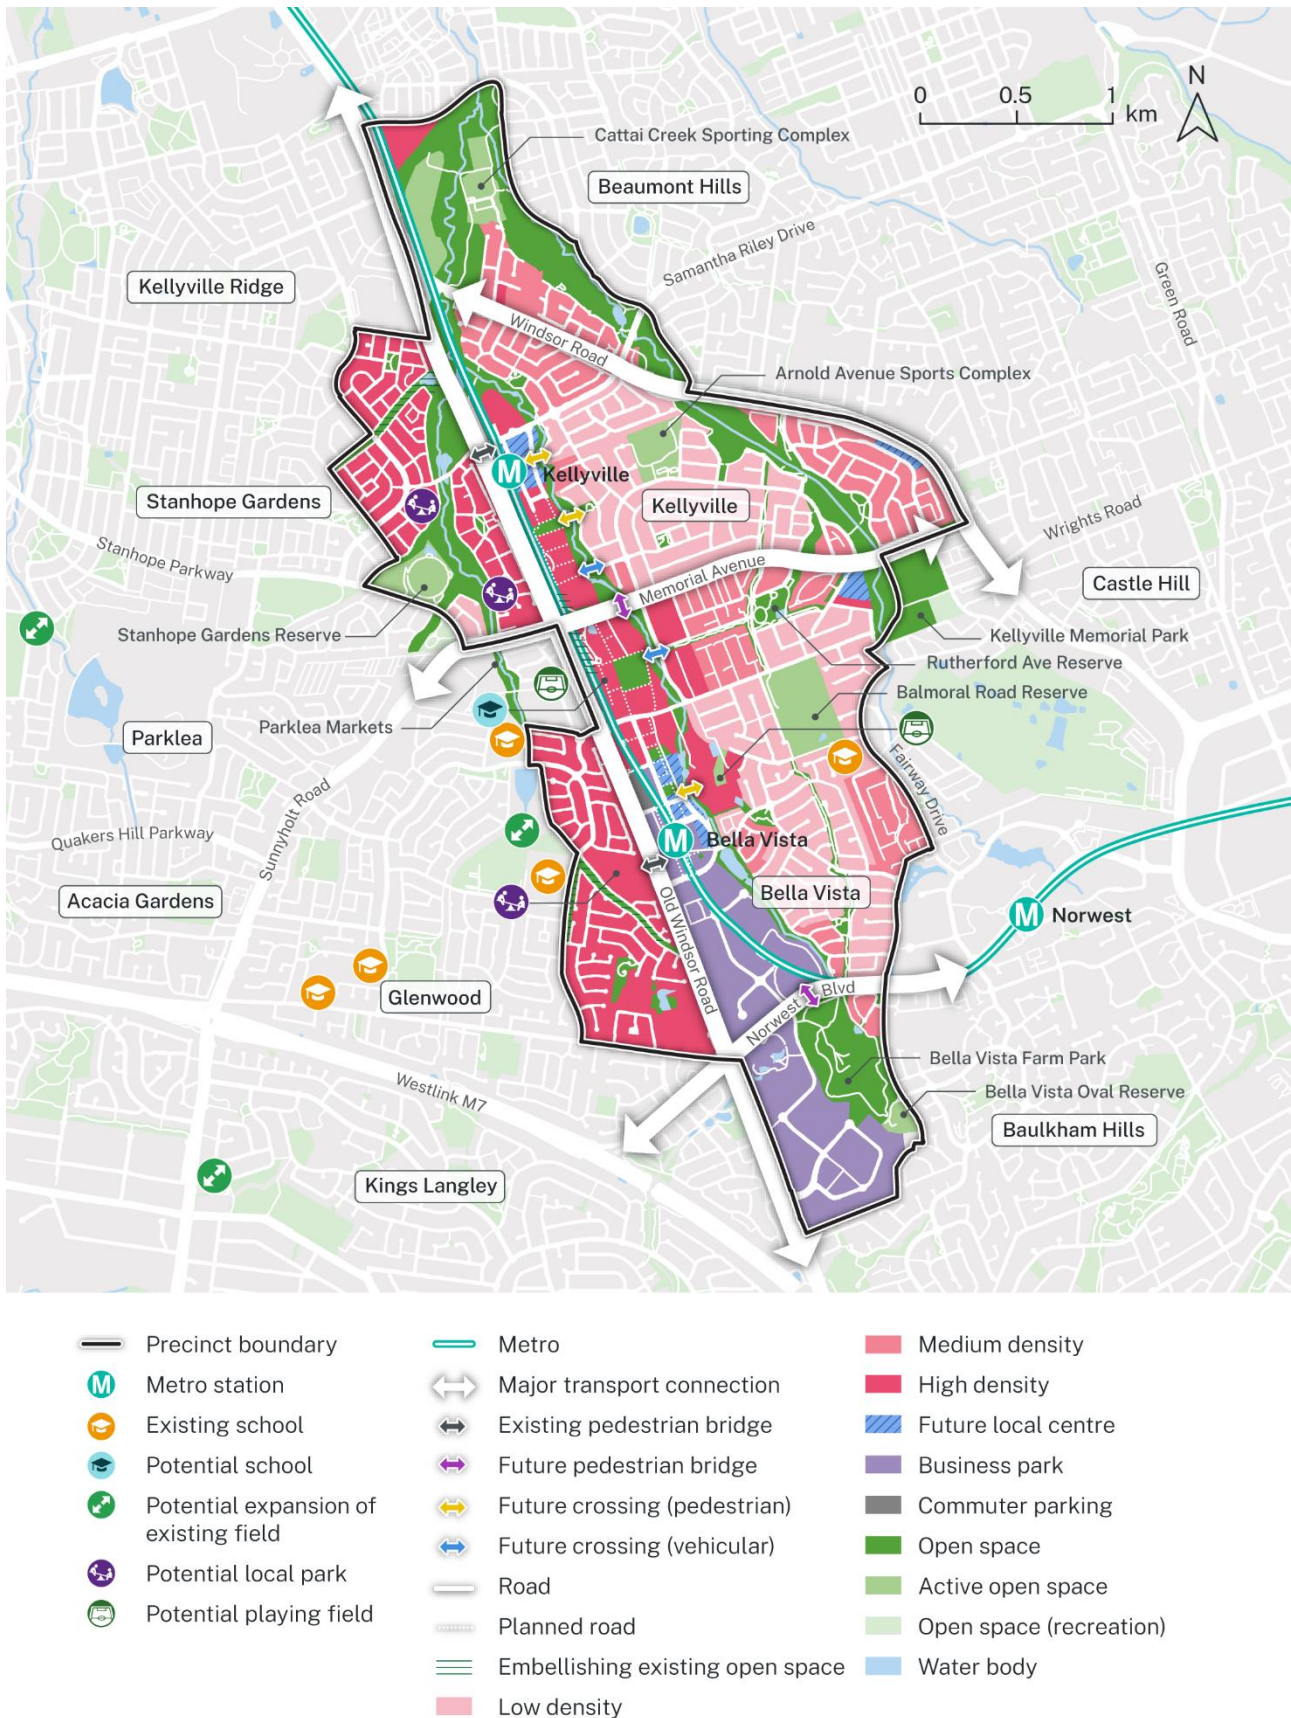 N
0 0.5 1
km
Cattai Creek Sporting Complex
Beaumont Hills
Samantha Riley Drive
Green Road
Kellyville Ridge
Windsor Road
Arnold Avenue Sports Complex
M Kellyville
Stanhope Gardens
Kellyville
Wrights Road
Stanhope Parkway
Memorial Avenue
Castle Hill
Stanhope Gardens Reserve
Kellyville Memorial Park
Rutherford Ave Reserve
Balmoral Road Reserve
Parklea
Parklea Markets
Fairway Drive
Sunnyholt Road
Quakers Hill Parkway
M Bella Vista
Bella Vista
Acacia Gardens
Old Windsor Road
M Norwest
Glenwood
Norwest Blvd
Bella Vista Farm Park
Westlink M7
Bella Vista Oval Reserve
Baulkham Hills
Kings Langley
Precinct boundary
M Metro station
Existing school
Potential school
Potential expansion of
existing field
Potential local park
Potential playing field
Metro
Major transport connection
Existing pedestrian bridge
Future pedestrian bridge
Future crossing (pedestrian)
Future crossing (vehicular)
Road
Planned road
Embellishing existing open space
Low density
Medium density
High density
Future local centre
Business park
Commuter parking
Open space
Active open space
Open space (recreation)
Water body